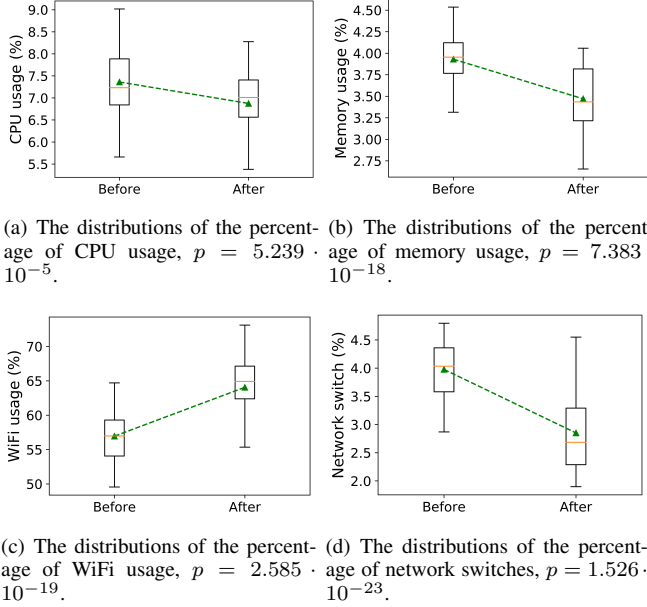 9.0
8.5
8.0
7.5
7.0
6.5
6.0
5.5
CPU usage (%)
Before After
4.50
4.25
4.00
3.75
3.50
3.25
3.00
2.75
Memory usage (%)
Before After
(a) The distributions of the percent-
age of CPU usage, p = 5.239 ·
10⁻⁵.
(b) The distributions of the percent
age of memory usage, p = 7.383
10⁻¹⁸.
70
65
60
55
50
WiFi usage (%)
Before After
4.5
4.0
3.5
3.0
2.5
2.0
Network switch (%)
Before After
(c) The distributions of the percent-
age of WiFi usage, p = 2.585 ·
10⁻¹⁹.
(d) The distributions of the percent-
age of network switches, p = 1.526·
10⁻²³.